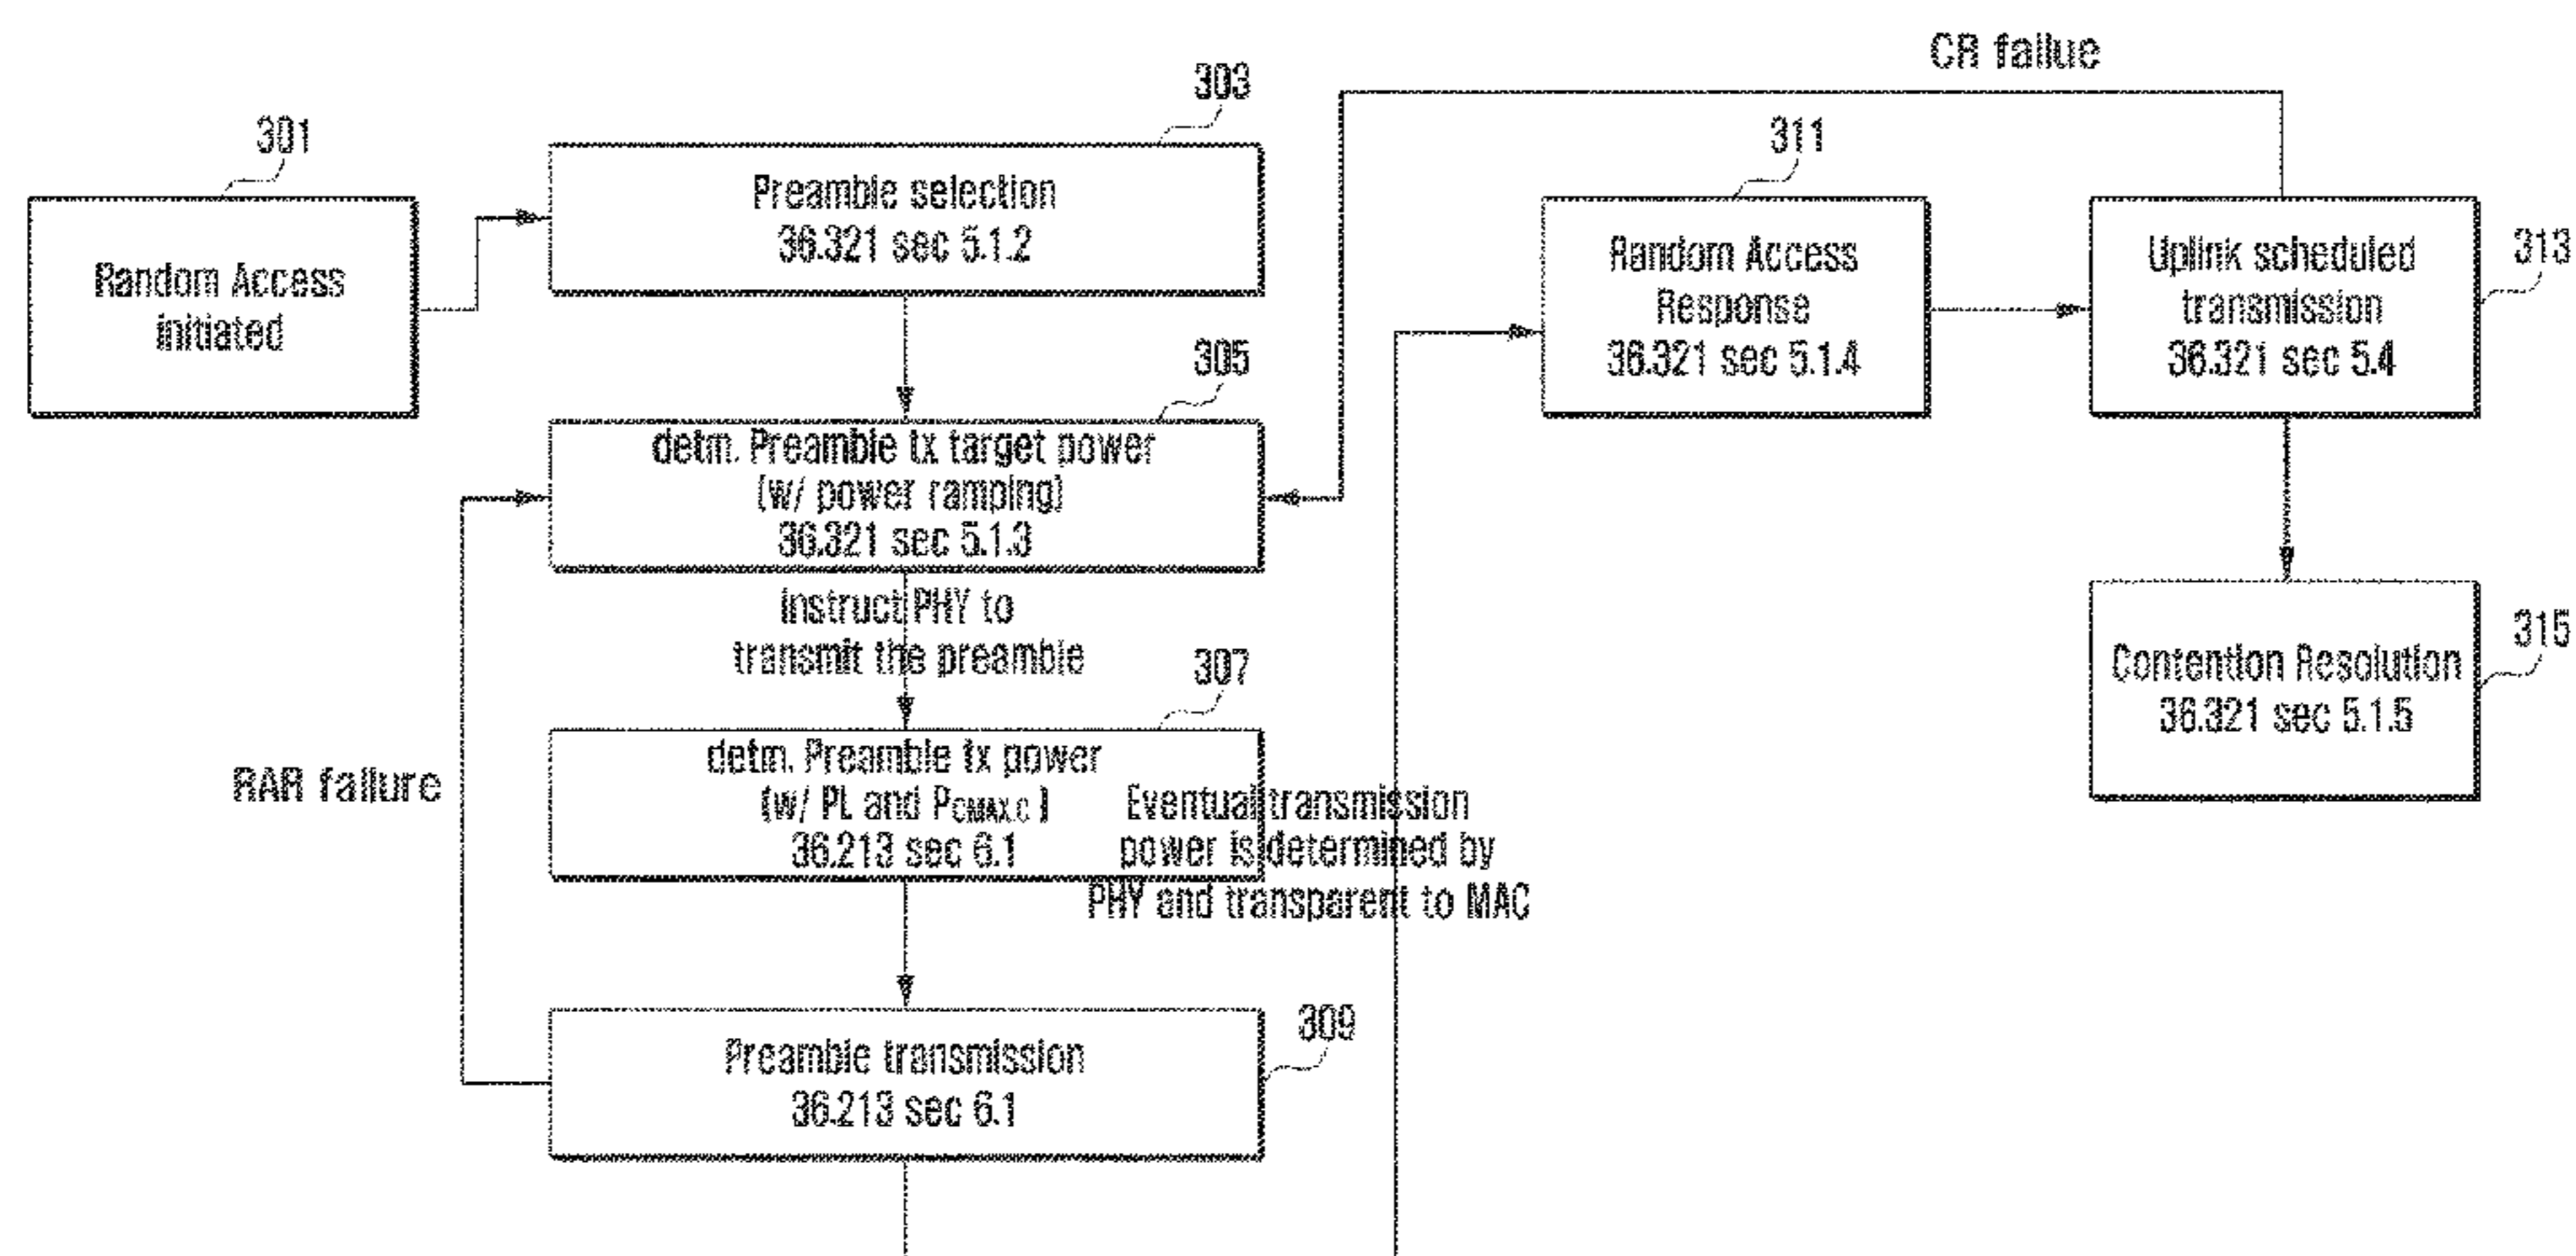 301
Random Access
initiated
303
Preamble selection
36.321 sec 5.1.2
305
detm. Preamble tx target power
(w/ power ramping)
36.321 sec 5.1.3
instruct PHY to
transmit the preamble
307
detm. Preamble tx power
(w/ PL and PCMAX,C )
36.213 sec 6.1
Eventual transmission
power is determined by
PHY and transparent to MAC
RAR failure
309
Preamble transmission
36.213 sec 6.1
CR failue
311
Random Access
Response
36.321 sec 5.1.4
313
Uplink scheduled
transmission
36.321 sec 5.4
315
Contention Resolution
36.321 sec 5.1.5